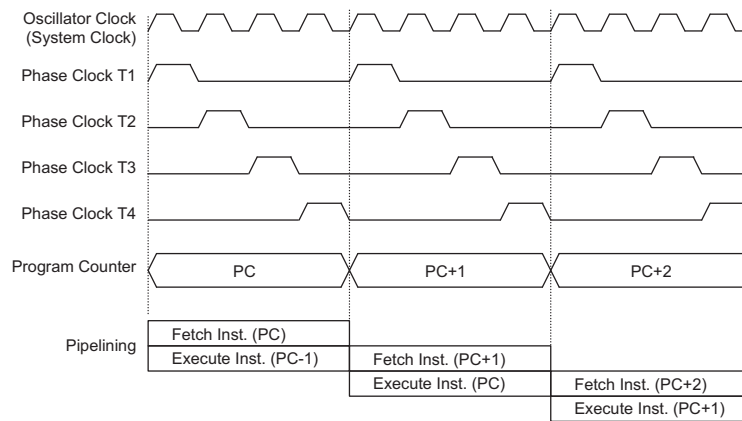 Oscillator Clock
(System Clock)
Phase Clock T1
Phase Clock T2
Phase Clock T3
Phase Clock T4
Program Counter
PC
PC+1
PC+2
Pipelining
Fetch Inst. (PC)
Execute Inst. (PC-1)
Fetch Inst. (PC+1)
Execute Inst. (PC)
Fetch Inst. (PC+2)
Execute Inst. (PC+1)